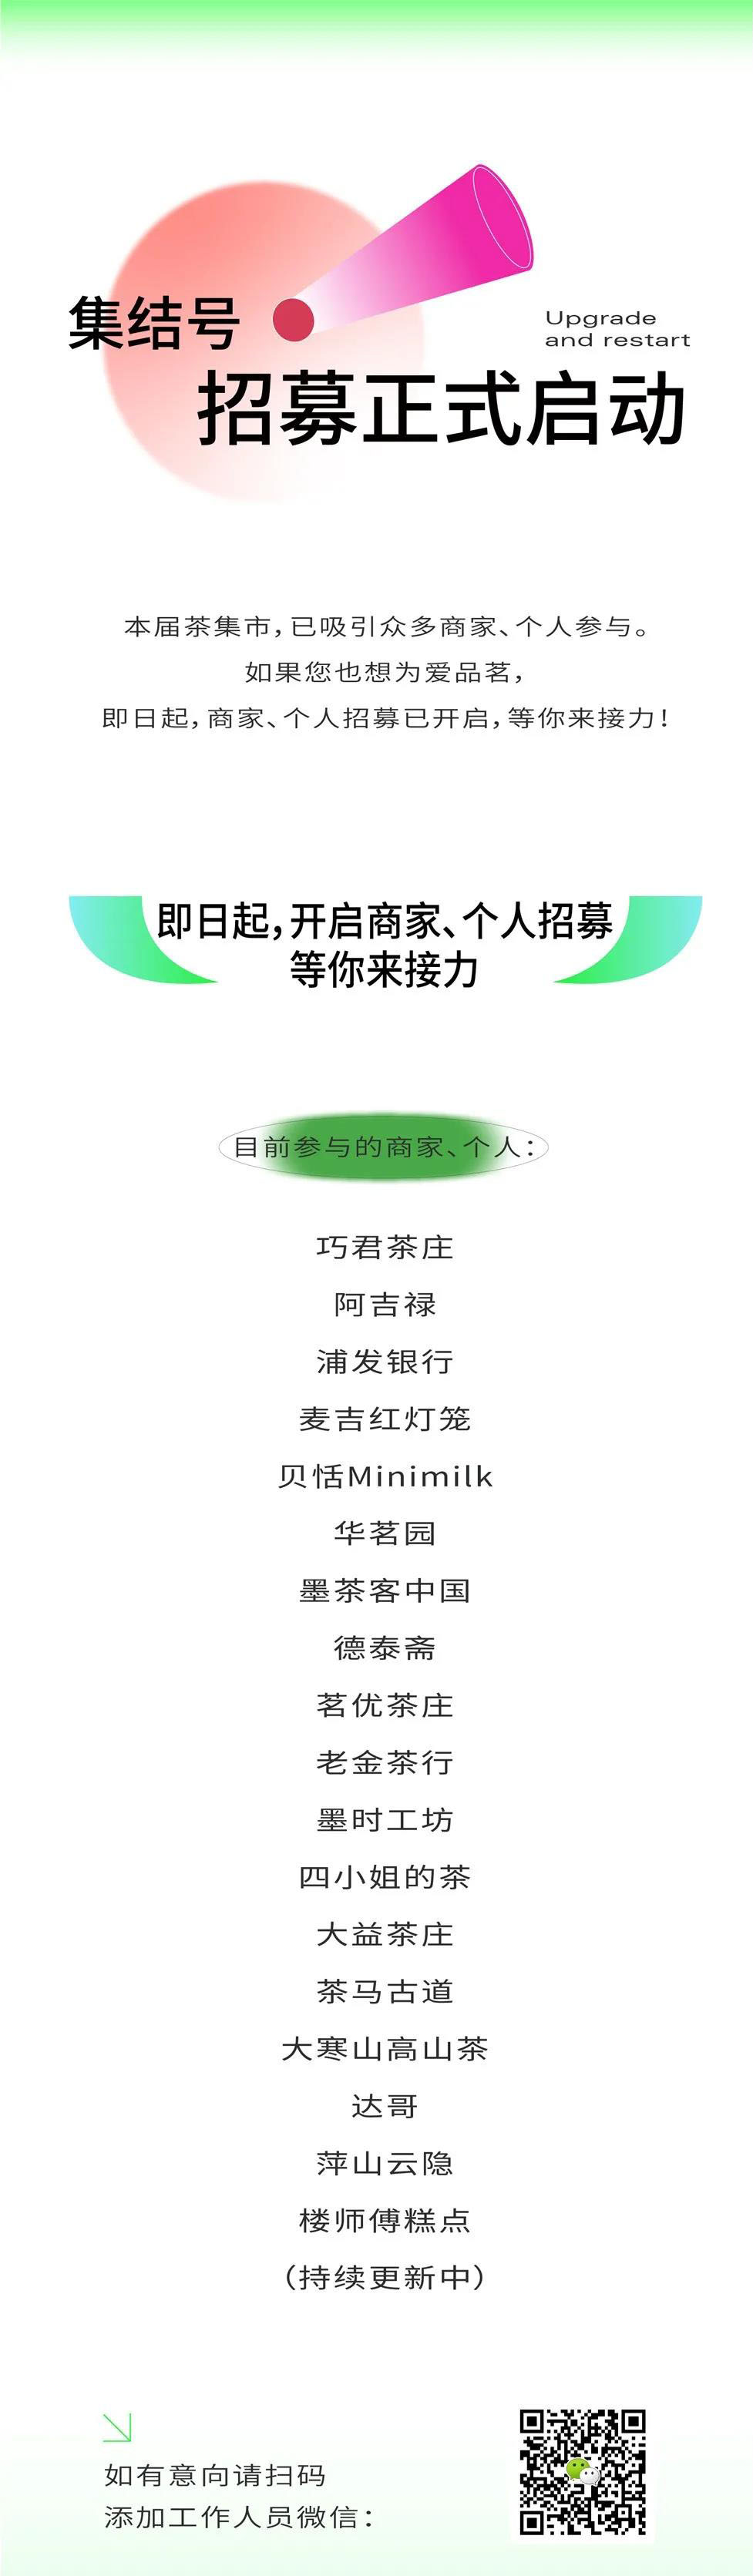 集结号
Upgrade
and restart
招募正式启动
本届茶集市，已吸引众多商家、个人参与。
如果您也想为爱品茗，
即日起，商家、个人招募已开启，等你来接力！
即日起，开启商家、个人招募
等你来接力
目前参与的商家、个人：
巧君茶庄
阿吉禄
浦发银行
麦吉红灯笼
贝恬Minimilk
华茗园
墨茶客中国
德泰斋
茗优茶庄
老金茶行
墨时工坊
四小姐的茶
大益茶庄
茶马古道
大寒山高山茶
达哥
萍山云隐
楼师傅糕点
（持续更新中）
如有意向请扫码
添加工作人员微信：